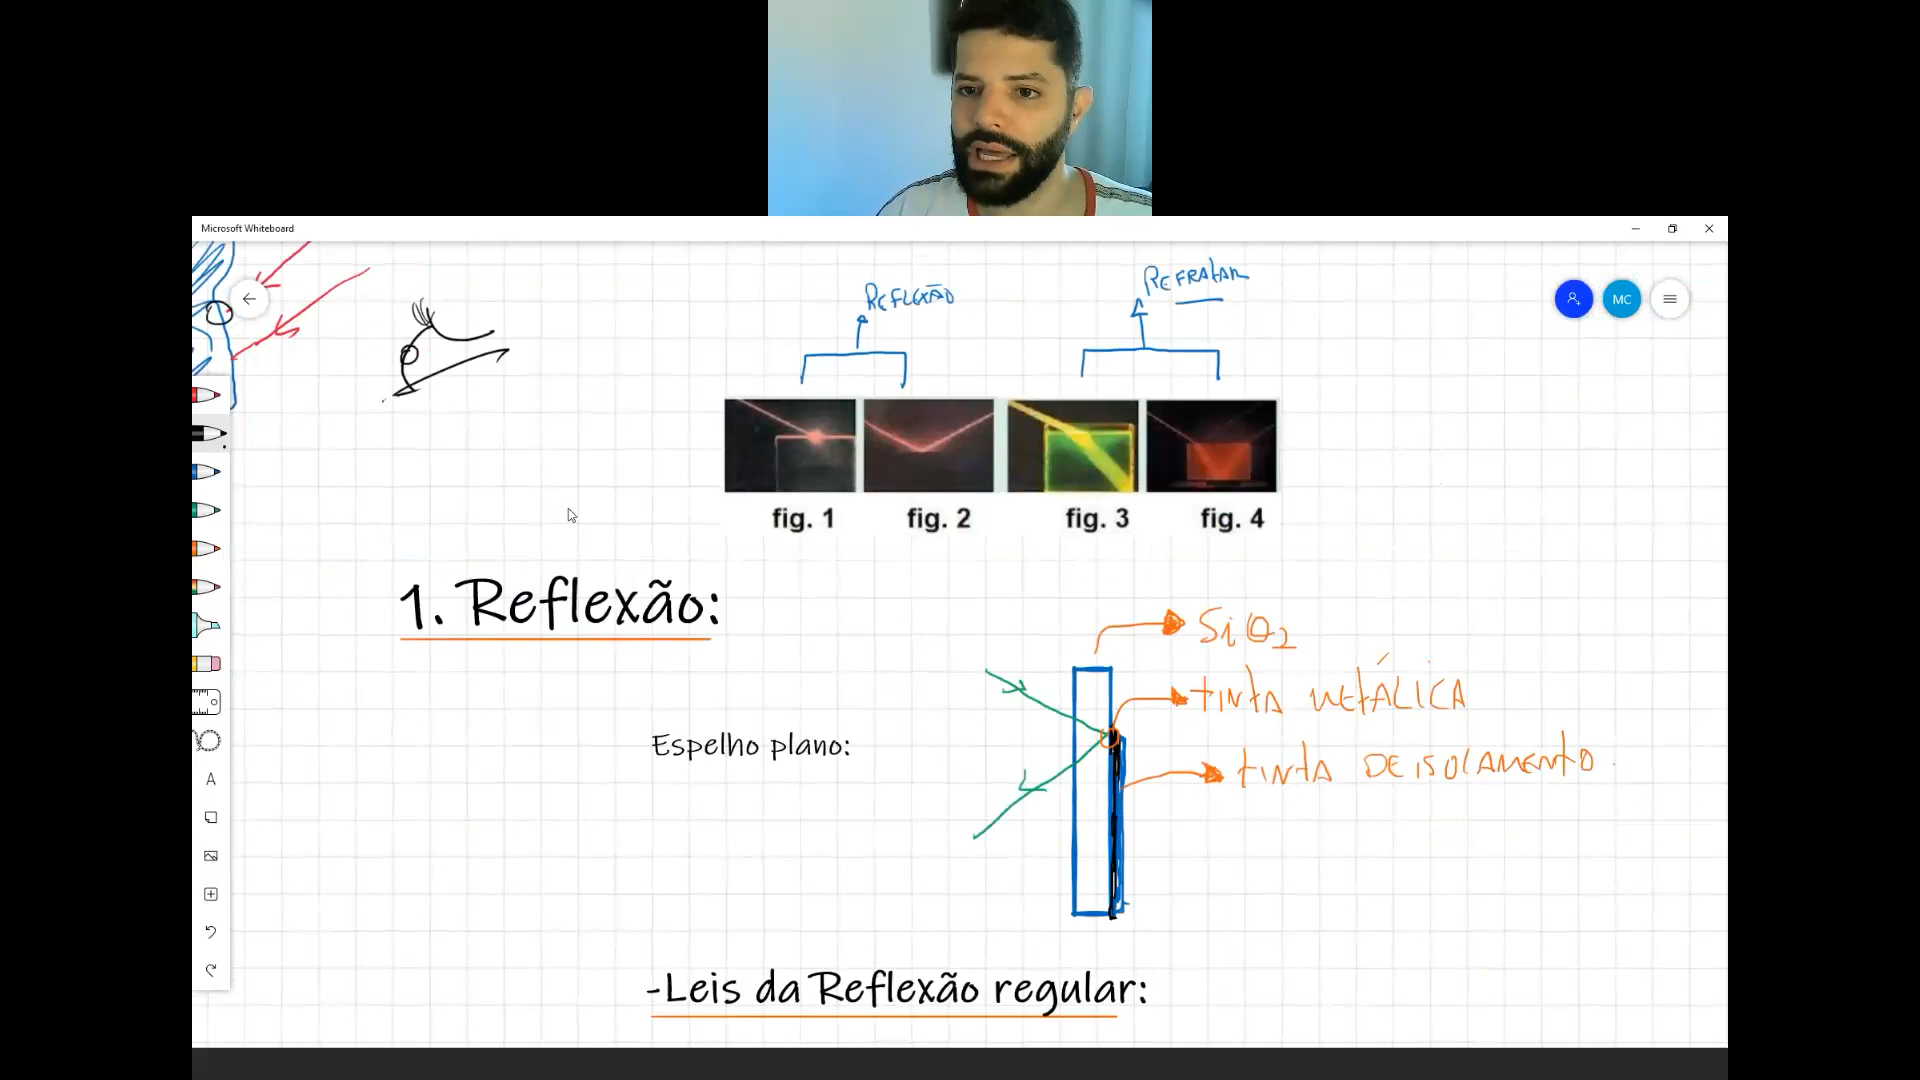 Microsoft Whiteboard
REFLEXÃO
REFRATAR
MC
fig. 1
fig. 2
fig. 3
fig. 4
1. Reflexão:
SiO2
TINTA METÁLICA
Espelho plano:
TINTA DE ISOLAMENTO
A
-Leis da Reflexão regular: